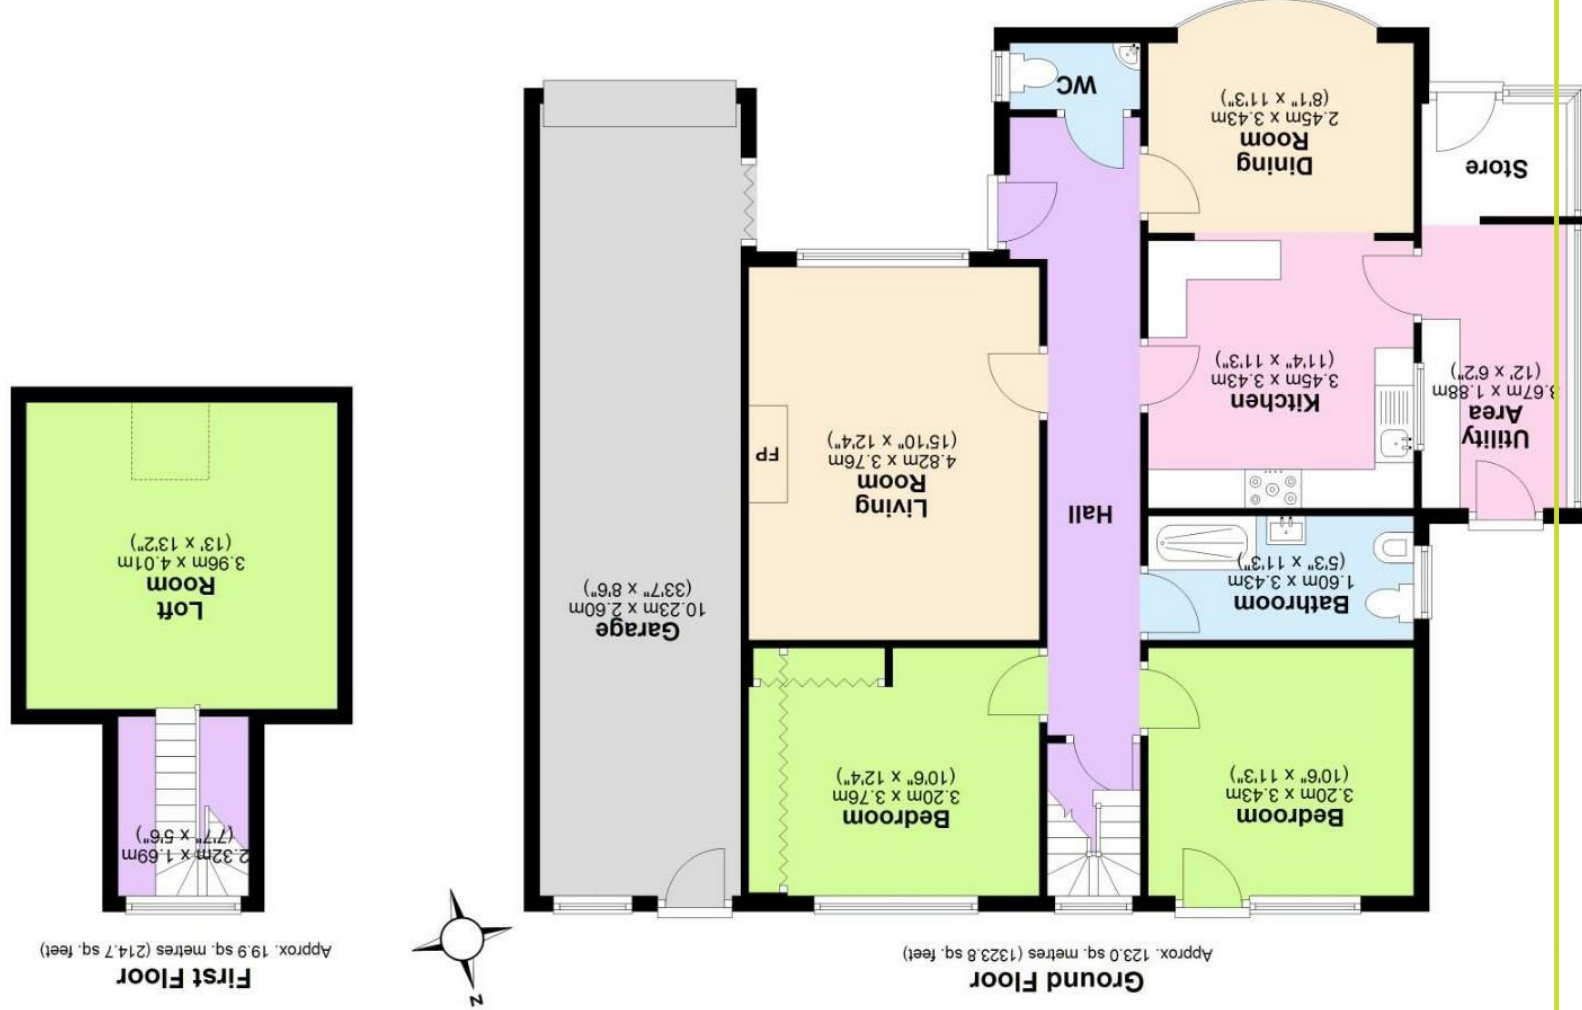 Ground Floor
Approx. 123.0 sq. metres (1323.8 sq. feet)
N
First Floor
Approx. 19.9 sq. metres (214.7 sq. feet)
Bedroom
3.20m x 3.43m
(10'6" x 11'3")
Bedroom
3.20m x 3.76m
(10'6" x 12'4")
2.32m x 1.69m
(7'7" x 5'6")
Bathroom
1.60m x 3.43m
(5'3" x 11'3")
Garage
10.23m x 2.60m
(33'7" x 8'6")
Loft
Room
3.96m x 4.01m
(13' x 13'2")
Hall
Living
Room
4.82m x 3.76m
(15'10" x 12'4")
FP
Utility
Area
3.67m x 1.88m
(12' x 6'2")
Kitchen
3.45m x 3.43m
(11'4" x 11'3")
Store
Dining
Room
2.45m x 3.43m
(8'1" x 11'3")
WC